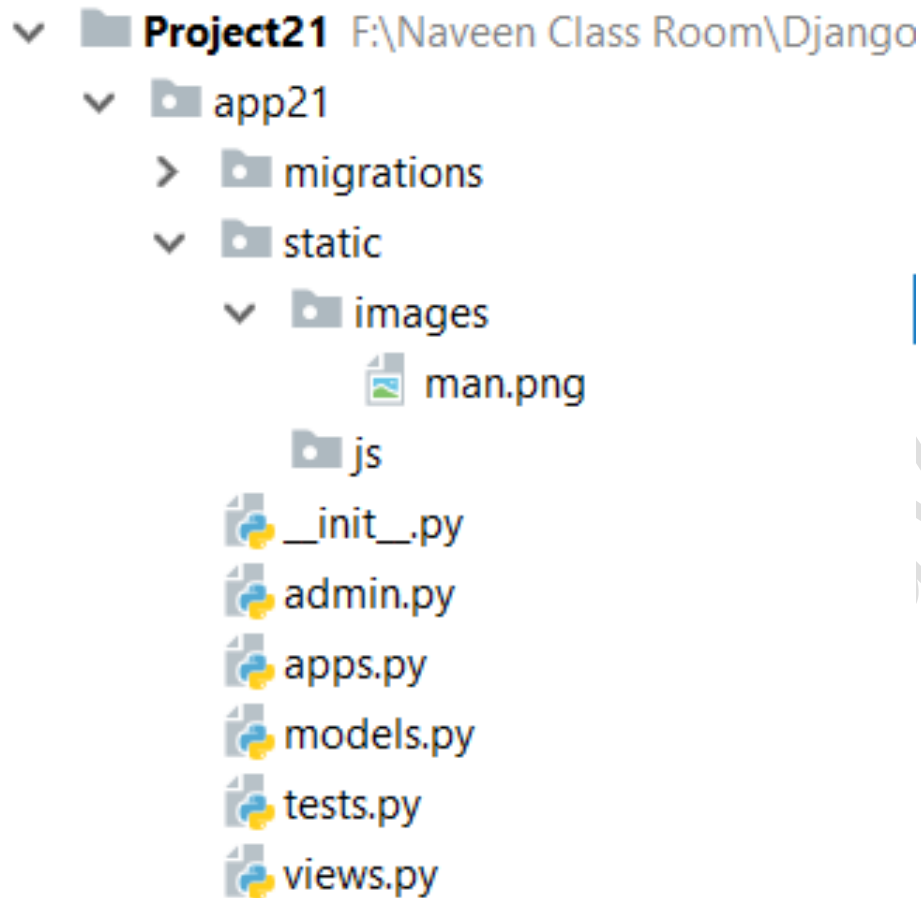 Project21 F:\Naveen Class Room\Django
app21
migrations
static
images
man.png
js
__init__.py
admin.py
apps.py
models.py
tests.py
views.py